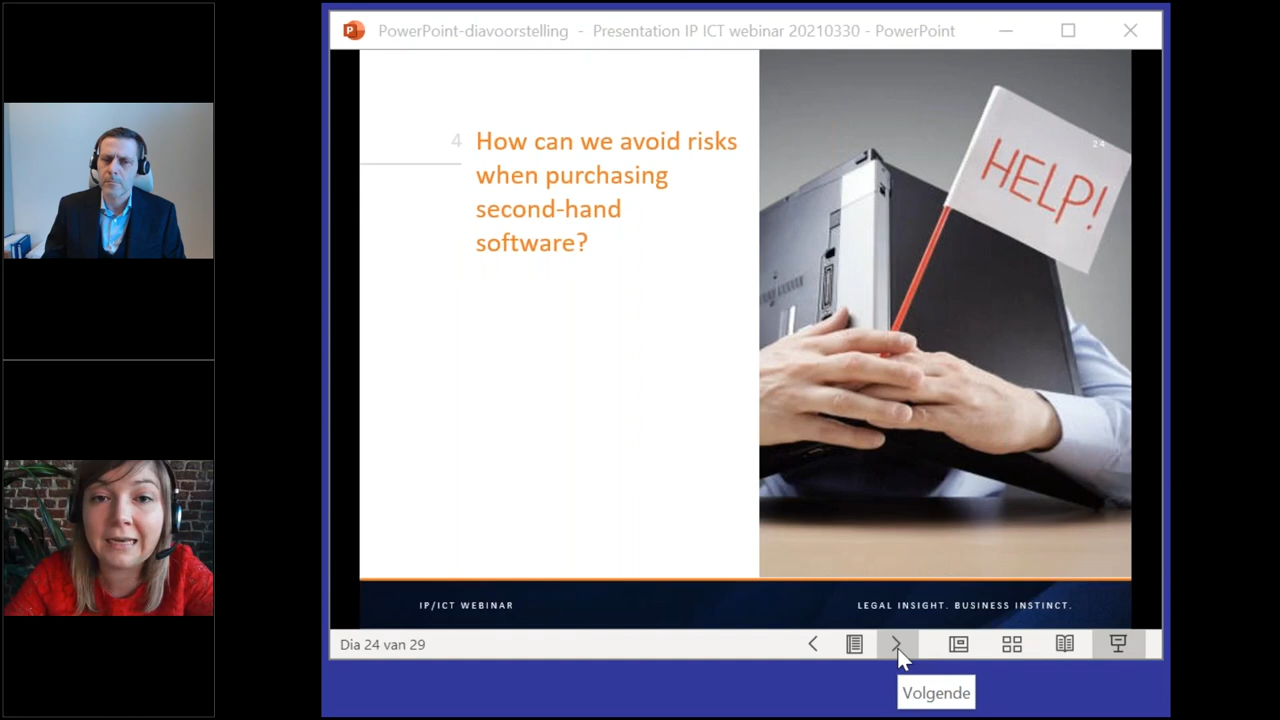 PowerPoint-diavoorstelling - Presentation IP ICT webinar 20210330 - PowerPoint
4
How can we avoid risks
when purchasing
second-hand
software?
24
HELP!
IP/ICT WEBINAR
LEGAL INSIGHT. BUSINESS INSTINCT.
Dia 24 van 29
Volgende